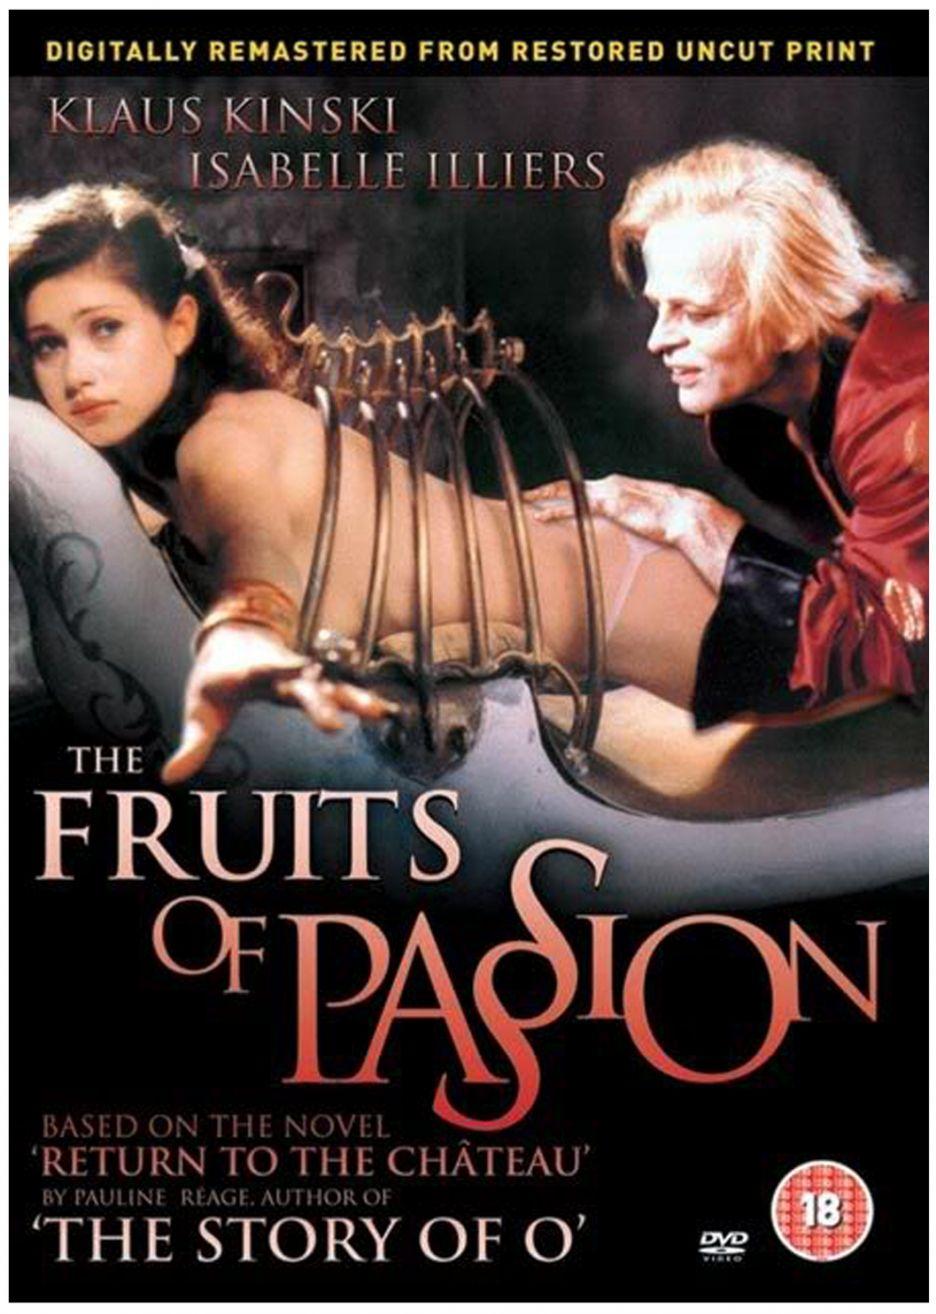 DIGITALLY REMASTERED FROM RESTORED UNCUT PRINT
KLAUS KINSKI
ISABELLE ILLIERS
THE
FRUITS
OF PASSION
BASED ON THE NOVEL
‘RETURN TO THE CHÂTEAU’
BY PAULINE RÉAGE, AUTHOR OF
‘THE STORY OF O’
DVD
VIDEO
18